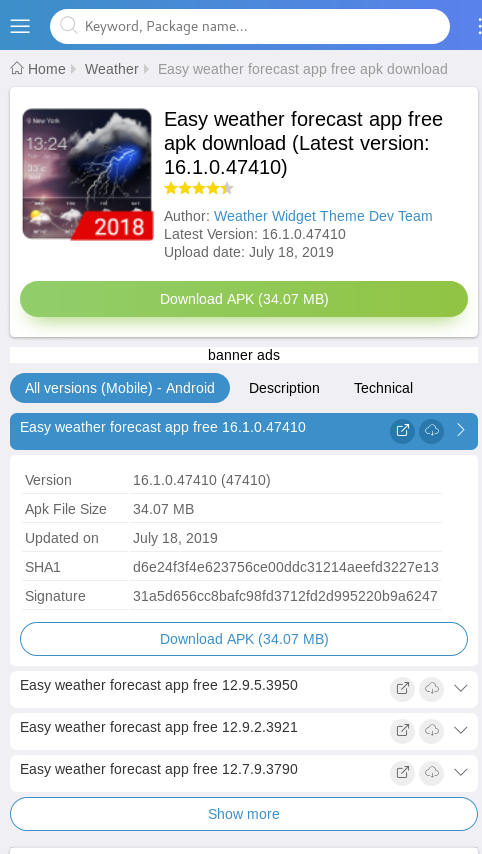 Keyword, Package name...
Home Weather Easy weather forecast app free apk download
New York
13:24
33°c
2018
Easy weather forecast app free
apk download (Latest version:
16.1.0.47410)
Author: Weather Widget Theme Dev Team
Latest Version: 16.1.0.47410
Upload date: July 18, 2019
Download APK (34.07 MB)
banner ads
All versions (Mobile) - Android Description Technical
Easy weather forecast app free 16.1.0.47410
Version 16.1.0.47410 (47410)
Apk File Size 34.07 MB
Updated on July 18, 2019
SHA1 d6e24f3f4e623756ce00ddc31214aeefd3227e13
Signature 31a5d656cc8bafc98fd3712fd2d995220b9a6247
Download APK (34.07 MB)
Easy weather forecast app free 12.9.5.3950
Easy weather forecast app free 12.9.2.3921
Easy weather forecast app free 12.7.9.3790
Show more